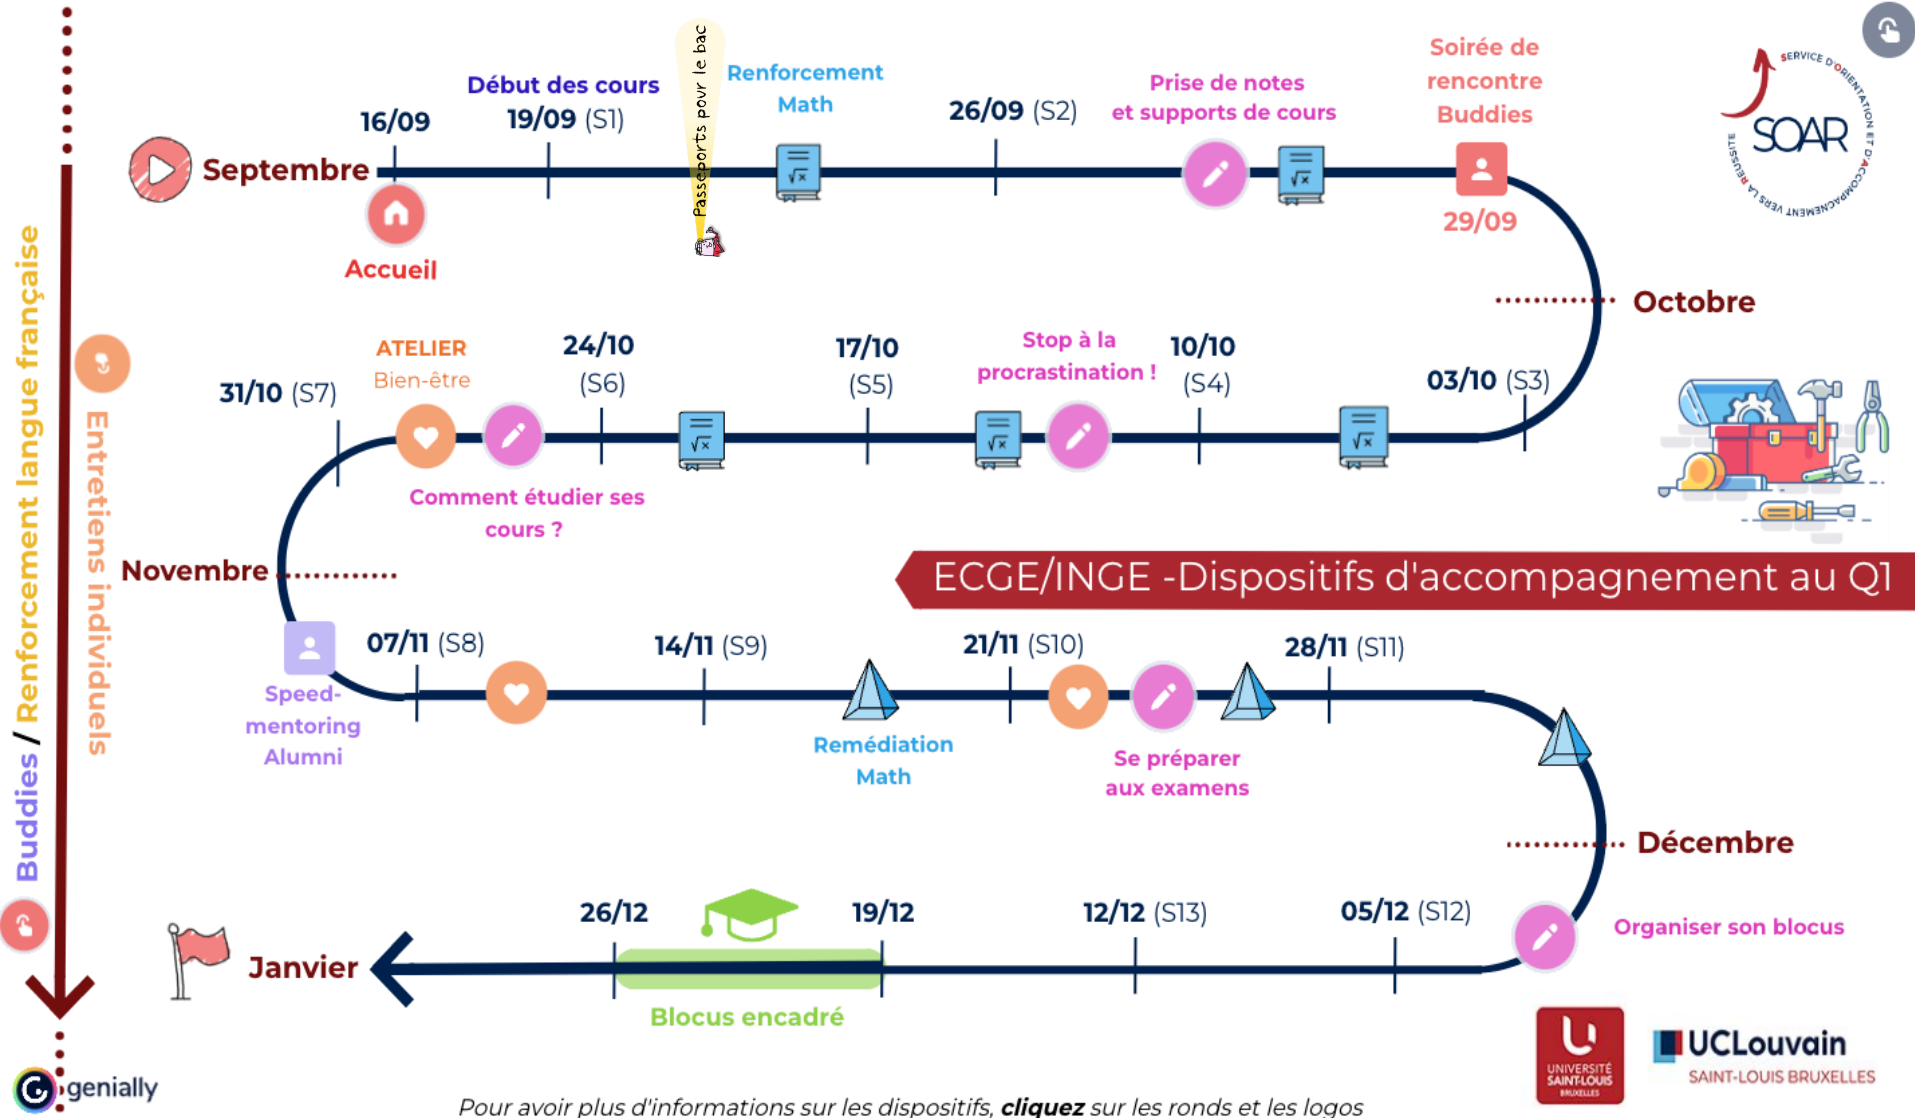 Soirée de
rencontre
Buddies
Début des cours
Passeports pour le bac
Renforcement
Math
Prise de notes
et supports de cours
16/09
19/09 (S1)
26/09 (S2)
SERVICE D'ORIENTATION ET D'ACCOMPAGNEMENT VERS LA RÉUSSITE
SOAR
Septembre
√x
√x
29/09
Accueil
Octobre
ATELIER
Bien-être
24/10
(S6)
17/10
(S5)
Stop à la
procrastination !
10/10
(S4)
03/10 (S3)
31/10 (S7)
√x
√x
√x
Comment étudier ses
cours ?
Buddies / Renforcement langue française
Entretiens individuels
Novembre
ECGE/INGE -Dispositifs d'accompagnement au Q1
07/11 (S8)
14/11 (S9)
21/11 (S10)
28/11 (S11)
Speed-
mentoring
Alumni
Remédiation
Math
Se préparer
aux examens
Décembre
26/12
19/12
12/12 (S13)
05/12 (S12)
Organiser son blocus
Janvier
Blocus encadré
UNIVERSITÉ
SAINT-LOUIS
BRUXELLES
UCLouvain
SAINT-LOUIS BRUXELLES
genially
Pour avoir plus d'informations sur les dispositifs, cliquez sur les ronds et les logos